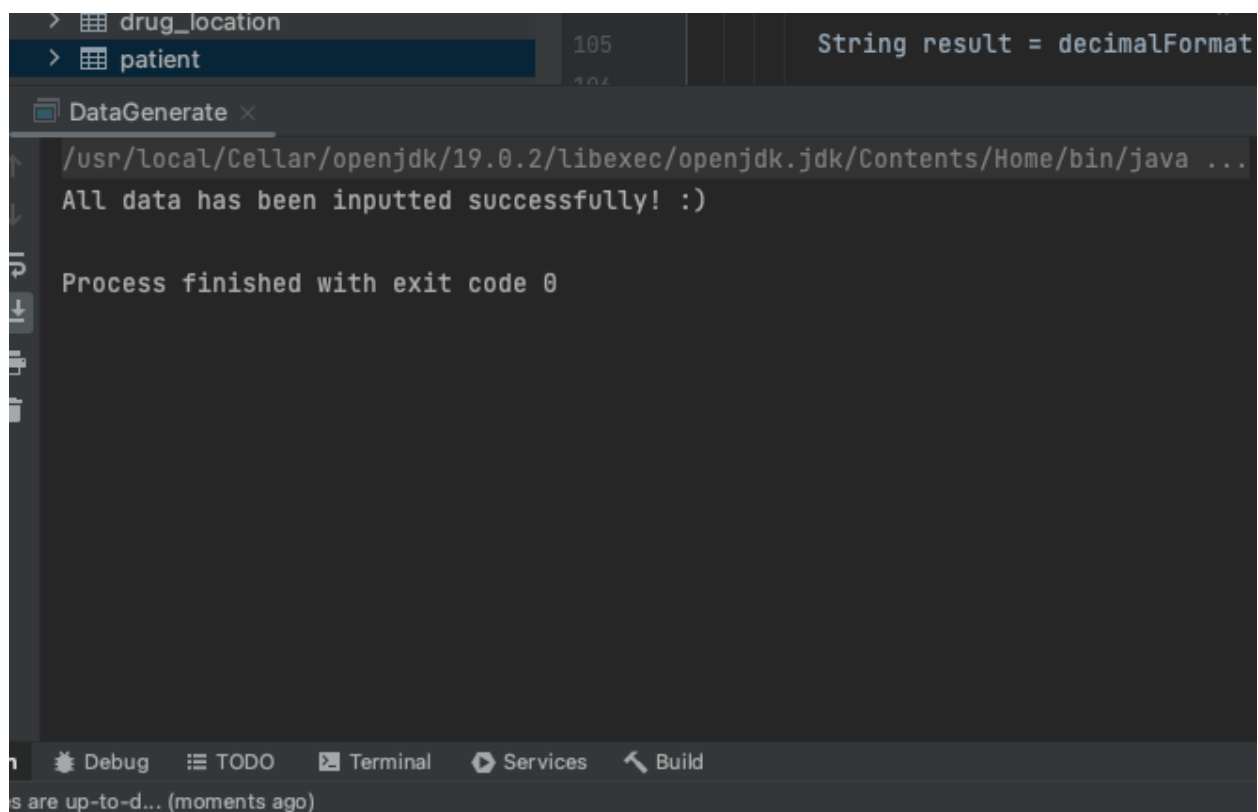 drug_location
patient
105
String result = decimalFormat
106
DataGenerate
/usr/local/Cellar/openjdk/19.0.2/libexec/openjdk.jdk/Contents/Home/bin/java ...
All data has been inputted successfully! :)
Process finished with exit code 0
n Debug TODO Terminal Services Build
s are up-to-d... (moments ago)